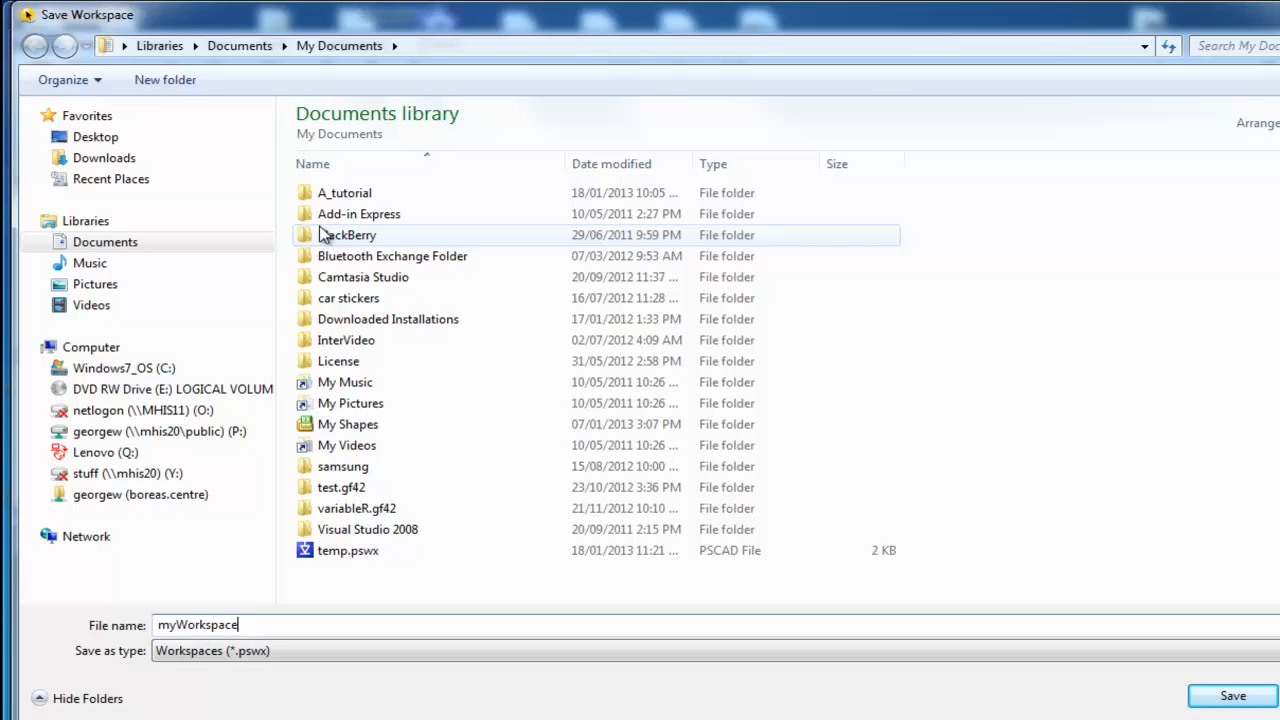 Save Workspace
Libraries Documents My Documents Search My Doc
Organize New folder
Favorites
Desktop
Downloads
Recent Places
Libraries
Documents
Music
Pictures
Videos
Computer
Windows7_OS (C:)
DVD RW Drive (E:) LOGICAL VOLUM
netlogon (\\MHIS11) (O:)
georgew (\\mhis20\public) (P:)
Lenovo (Q:)
stuff (\\mhis20) (Y:)
georgew (boreas.centre)
Network
Documents library
My Documents
Arrange
Name Date modified Type Size
A_tutorial 18/01/2013 10:05 ... File folder
Add-in Express 10/05/2011 2:27 PM File folder
ackBerry 29/06/2011 9:59 PM File folder
Bluetooth Exchange Folder 07/03/2012 9:53 AM File folder
Camtasia Studio 20/09/2012 11:37 ... File folder
car stickers 16/07/2012 11:28 ... File folder
Downloaded Installations 17/01/2012 1:33 PM File folder
InterVideo 02/07/2012 4:09 AM File folder
License 31/05/2012 2:58 PM File folder
My Music 10/05/2011 10:26 ... File folder
My Pictures 10/05/2011 10:26 ... File folder
My Shapes 07/01/2013 3:07 PM File folder
My Videos 10/05/2011 10:26 ... File folder
samsung 15/08/2012 10:00 ... File folder
test.gf42 23/10/2012 3:36 PM File folder
variableR.gf42 21/11/2012 10:10 ... File folder
Visual Studio 2008 20/09/2011 2:15 PM File folder
temp.pswx 18/01/2013 11:21 ... PSCAD File 2 KB
File name: myWorkspace
Save as type: Workspaces (*.pswx)
Hide Folders
Save